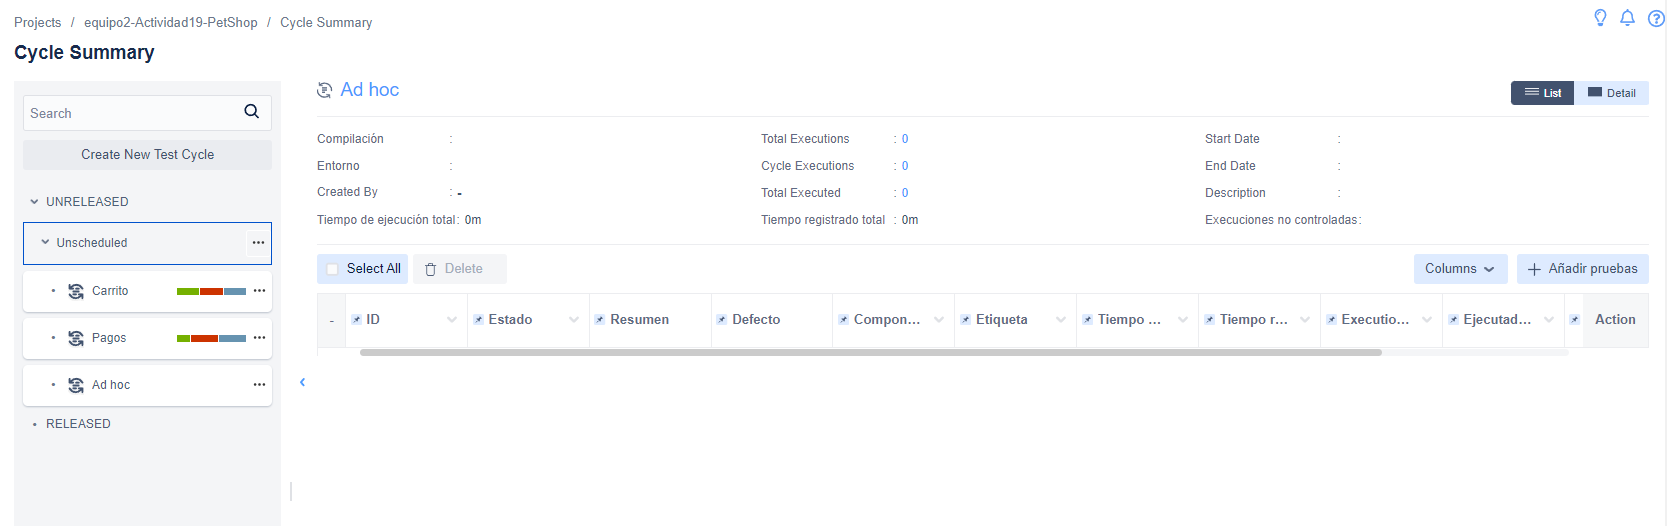 Projects / equipo2-Actividad19-PetShop / Cycle Summary
Cycle Summary
Search
Create New Test Cycle
UNRELEASED
Unscheduled
Carrito
Pagos
Ad hoc
RELEASED
Ad hoc
List
Detail
Compilación :
Total Executions : 0
Start Date :
Entorno :
Cycle Executions : 0
End Date :
Created By : -
Total Executed : 0
Description :
Tiempo de ejecución total: 0m
Tiempo registrado total : 0m
Execuciones no controladas:
Select All
Delete
Columns
+ Añadir pruebas
- ID Estado Resumen Defecto Compon... Etiqueta Tiempo ... Tiempo r... Executio... Ejecutad... Action